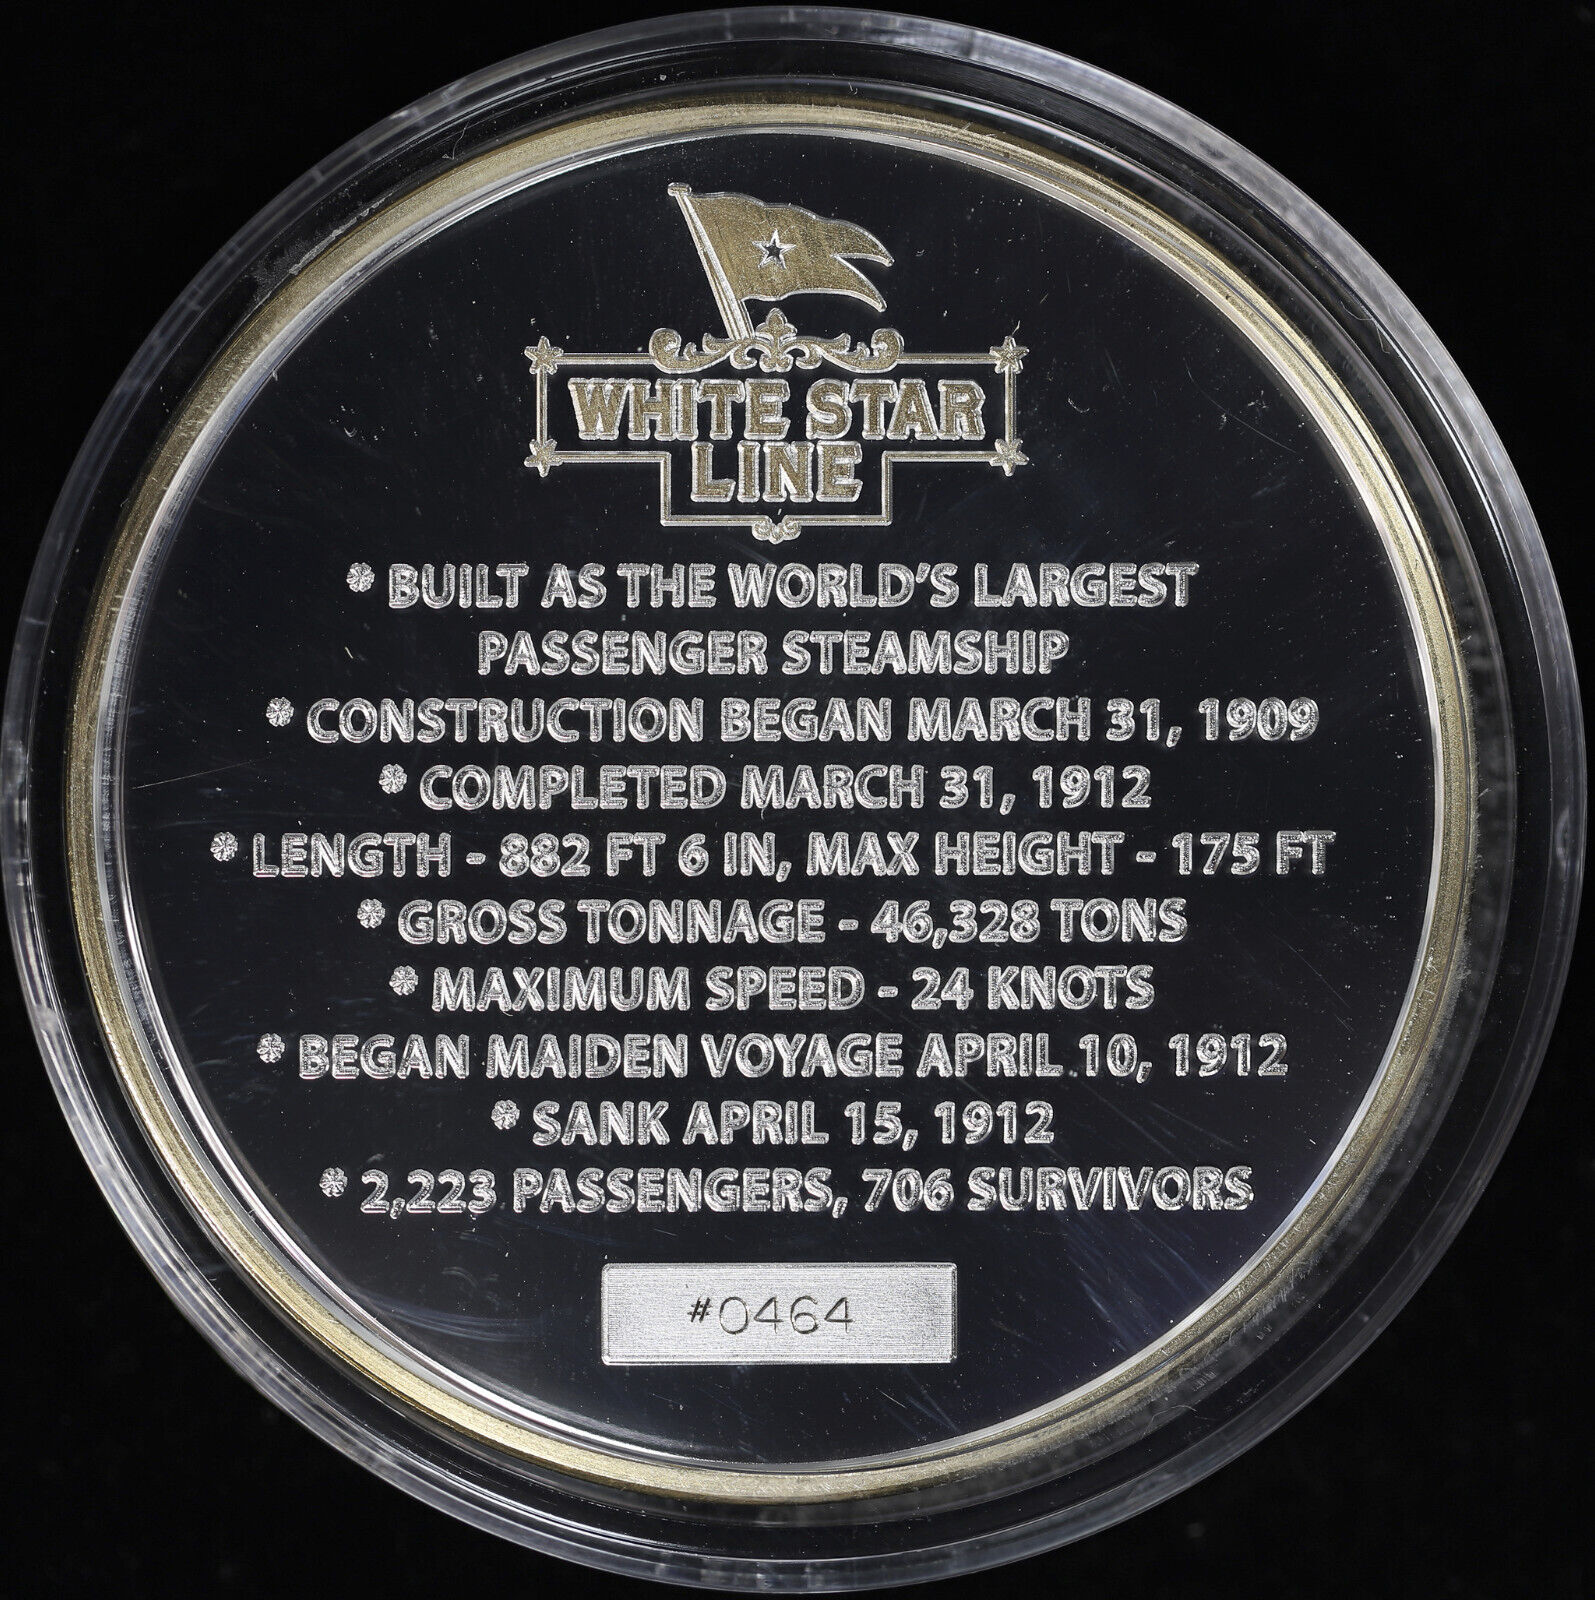 WHITE STAR
LINE
* BUILT AS THE WORLD'S LARGEST
PASSENGER STEAMSHIP
* CONSTRUCTION BEGAN MARCH 31, 1909
* COMPLETED MARCH 31, 1912
* LENGTH - 882 FT 6 IN, MAX HEIGHT - 175 FT
* GROSS TONNAGE - 46,328 TONS
* MAXIMUM SPEED - 24 KNOTS
* BEGAN MAIDEN VOYAGE APRIL 10, 1912
* SANK APRIL 15, 1912
* 2,223 PASSENGERS, 706 SURVIVORS
#0464